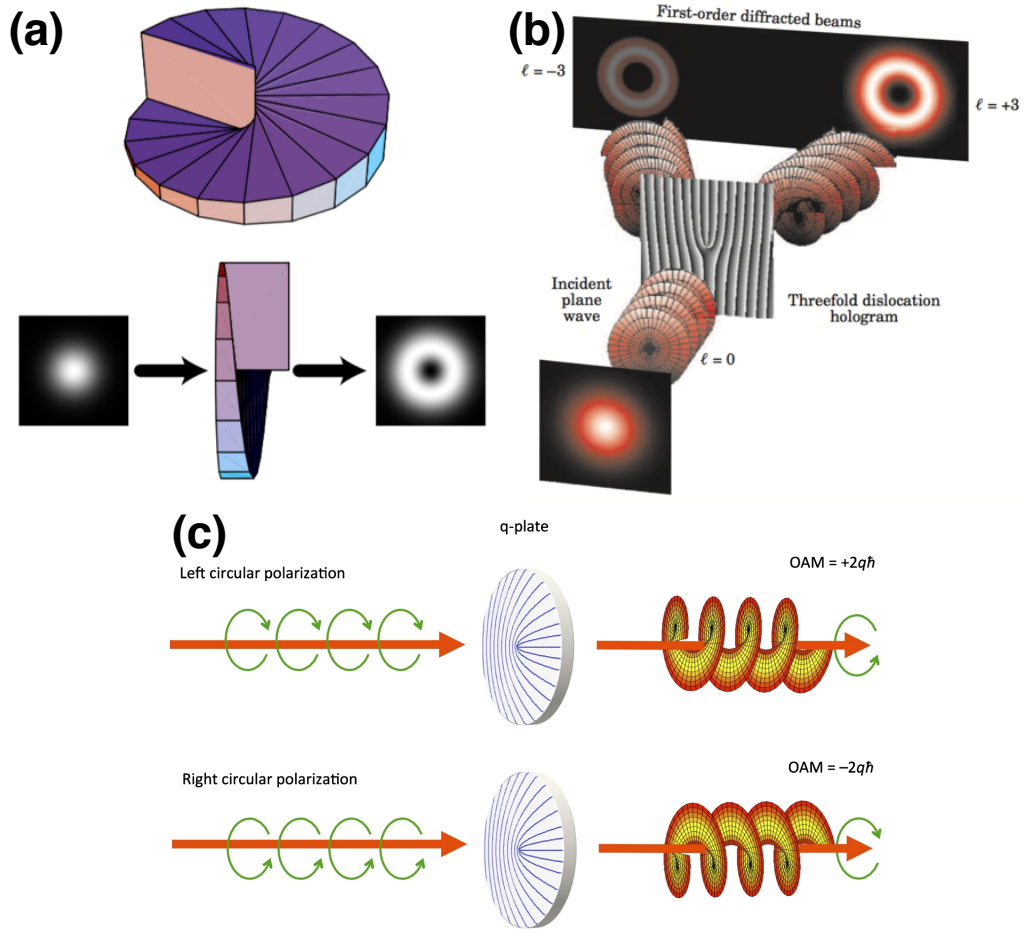 (a)
(b)
First-order diffracted beams
ℓ = −3
ℓ = +3
Incident
plane
wave
Threefold dislocation
hologram
ℓ = 0
(c)
q-plate
Left circular polarization
OAM = +2qħ
Right circular polarization
OAM = −2qħ